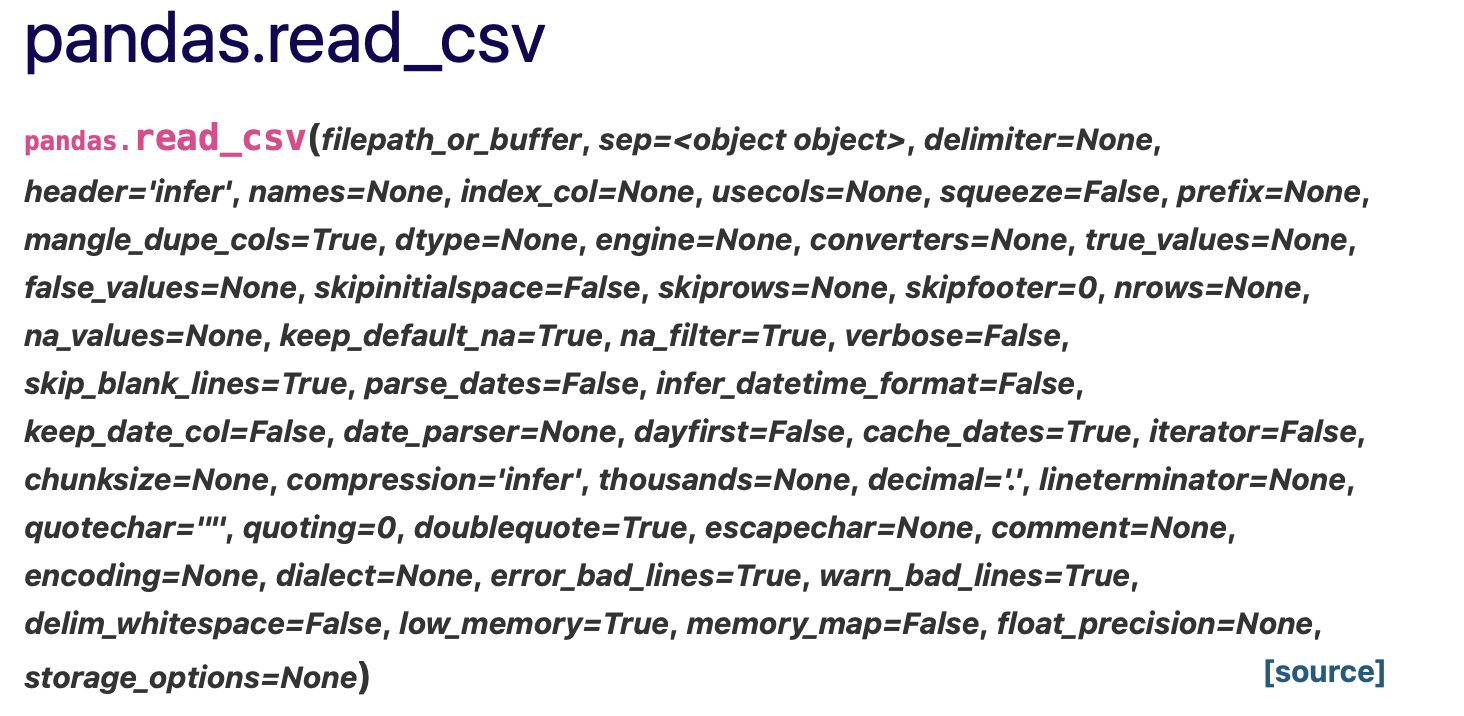 pandas.read_csv
pandas.read_csv(filepath_or_buffer, sep=<object object>, delimiter=None,
header='infer', names=None, index_col=None, usecols=None, squeeze=False, prefix=None,
mangle_dupe_cols=True, dtype=None, engine=None, converters=None, true_values=None,
false_values=None, skipinitialspace=False, skiprows=None, skipfooter=0, nrows=None,
na_values=None, keep_default_na=True, na_filter=True, verbose=False,
skip_blank_lines=True, parse_dates=False, infer_datetime_format=False,
keep_date_col=False, date_parser=None, dayfirst=False, cache_dates=True, iterator=False,
chunksize=None, compression='infer', thousands=None, decimal='.', lineterminator=None,
quotechar='"', quoting=0, doublequote=True, escapechar=None, comment=None,
encoding=None, dialect=None, error_bad_lines=True, warn_bad_lines=True,
delim_whitespace=False, low_memory=True, memory_map=False, float_precision=None,
storage_options=None) [source]